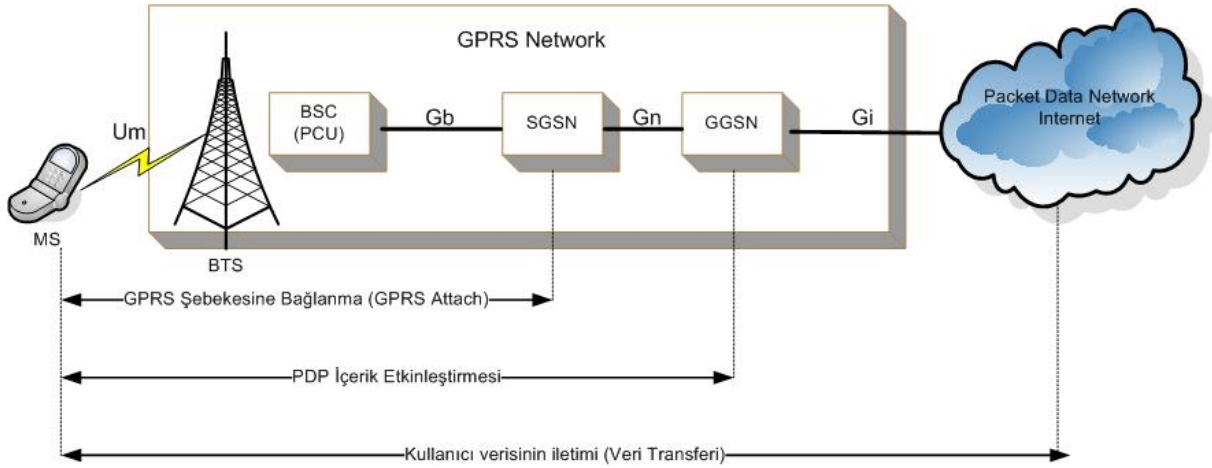 GPRS Network
BSC
(PCU)
Gb
SGSN
Gn
GGSN
Gi
Packet Data Network
Internet
Um
MS
BTS
GPRS Şebekesine Bağlanma (GPRS Attach)
PDP İçerik Etkinleştirmesi
Kullanıcı verisinin iletimi (Veri Transferi)